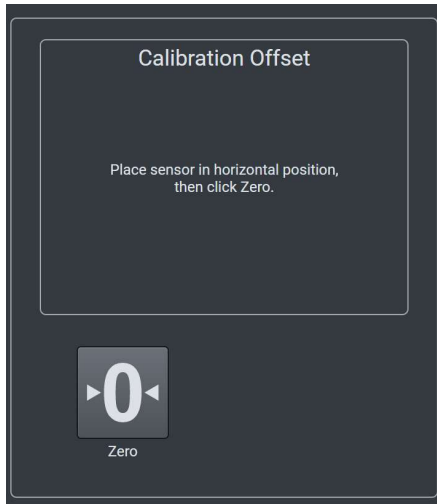 Calibration Offset
Place sensor in horizontal position,
then click Zero.
0
Zero